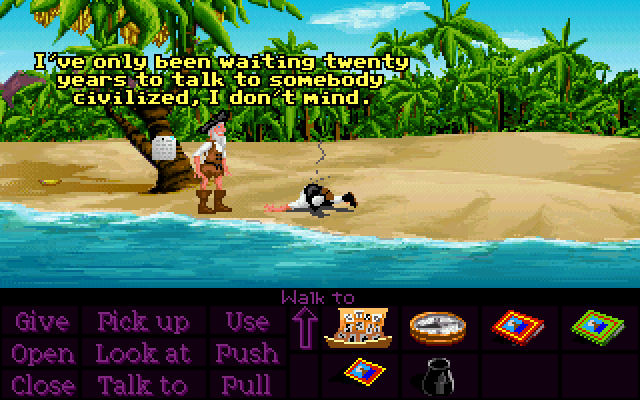 I've only been waiting twenty
years to talk to somebody
civilized, I don't mind.
Walk to
Give Pick up Use
Open Look at Push
Close Talk to Pull